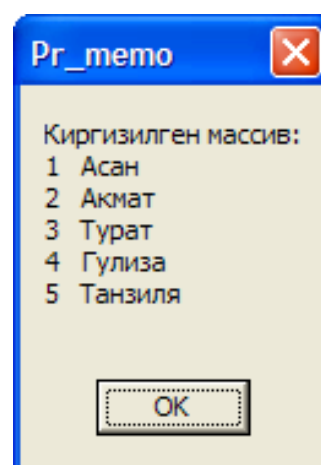 Pr_memo
Киргизилген массив:
1 Асан
2 Акмат
3 Турат
4 Гулиза
5 Танзиля
OK